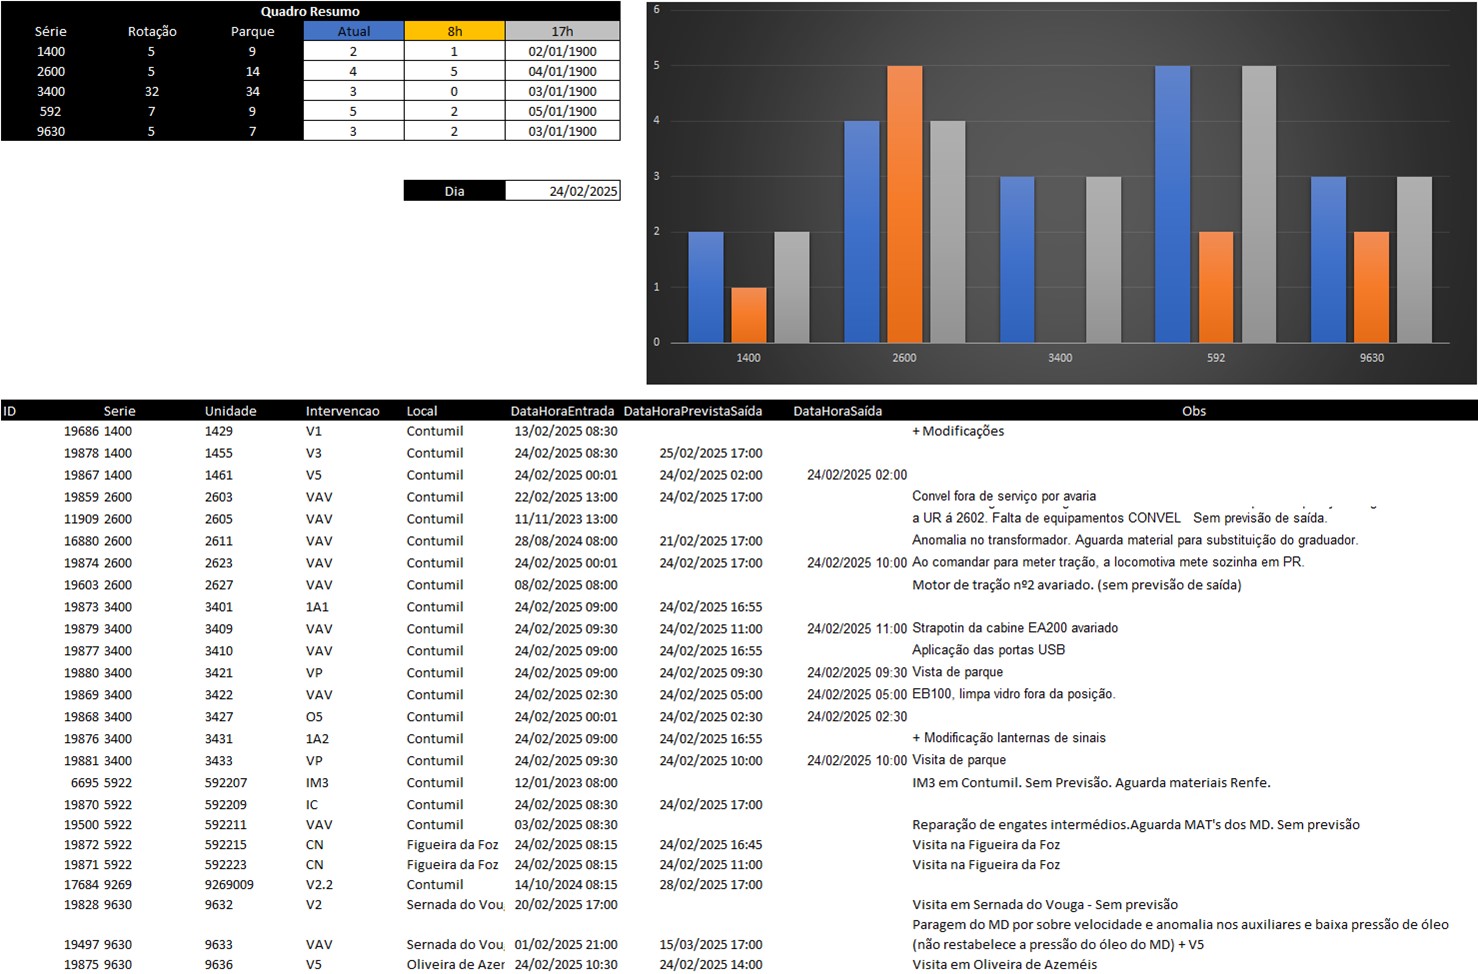 Quadro Resumo
Série Rotação Parque Atual 8h 17h
1400 5 9 2 1 02/01/1900
2600 5 14 4 5 04/01/1900
3400 32 34 3 0 03/01/1900
592 7 9 5 2 05/01/1900
9630 5 7 3 2 03/01/1900
Dia 24/02/2025
6
5
4
3
2
1
0
1400 2600 3400 592 9630
ID Serie Unidade Intervencao Local DataHoraEntrada DataHoraPrevistaSaída DataHoraSaída Obs
19686 1400 1429 V1 Contumil 13/02/2025 08:30 + Modificações
19878 1400 1455 V3 Contumil 24/02/2025 08:30 25/02/2025 17:00
19867 1400 1461 V5 Contumil 24/02/2025 00:01 24/02/2025 02:00 24/02/2025 02:00
19859 2600 2603 VAV Contumil 22/02/2025 13:00 24/02/2025 17:00 Convel fora de serviço por avaria
11909 2600 2605 VAV Contumil 11/11/2023 13:00 a UR á 2602. Falta de equipamentos CONVEL Sem previsão de saída.
16880 2600 2611 VAV Contumil 28/08/2024 08:00 21/02/2025 17:00 Anomalia no transformador. Aguarda material para substituição do graduador.
19874 2600 2623 VAV Contumil 24/02/2025 00:01 24/02/2025 17:00 24/02/2025 10:00 Ao comandar para meter tração, a locomotiva mete sozinha em PR.
19603 2600 2627 VAV Contumil 08/02/2025 08:00 Motor de tração nº2 avariado. (sem previsão de saída)
19873 3400 3401 1A1 Contumil 24/02/2025 09:00 24/02/2025 16:55
19879 3400 3409 VAV Contumil 24/02/2025 09:30 24/02/2025 11:00 24/02/2025 11:00 Strapotin da cabine EA200 avariado
19877 3400 3410 VAV Contumil 24/02/2025 09:00 24/02/2025 16:55 Aplicação das portas USB
19880 3400 3421 VP Contumil 24/02/2025 09:00 24/02/2025 09:30 24/02/2025 09:30 Vista de parque
19869 3400 3422 VAV Contumil 24/02/2025 02:30 24/02/2025 05:00 24/02/2025 05:00 EB100, limpa vidro fora da posição.
19868 3400 3427 O5 Contumil 24/02/2025 00:01 24/02/2025 02:30 24/02/2025 02:30
19876 3400 3431 1A2 Contumil 24/02/2025 09:00 24/02/2025 16:55 + Modificação lanternas de sinais
19881 3400 3433 VP Contumil 24/02/2025 09:30 24/02/2025 10:00 24/02/2025 10:00 Visita de parque
6695 5922 592207 IM3 Contumil 12/01/2023 08:00 IM3 em Contumil. Sem Previsão. Aguarda materiais Renfe.
19870 5922 592209 IC Contumil 24/02/2025 08:30 24/02/2025 17:00
19500 5922 592211 VAV Contumil 03/02/2025 08:30 Reparação de engates intermédios.Aguarda MAT's dos MD. Sem previsão
19872 5922 592215 CN Figueira da Foz 24/02/2025 08:15 24/02/2025 16:45 Visita na Figueira da Foz
19871 5922 592223 CN Figueira da Foz 24/02/2025 08:15 24/02/2025 11:00 Visita na Figueira da Foz
17684 9269 9269009 V2.2 Contumil 14/10/2024 08:15 28/02/2025 17:00
19828 9630 9632 V2 Sernada do Vou 20/02/2025 17:00 Visita em Sernada do Vouga - Sem previsão
Paragem do MD por sobre velocidade e anomalia nos auxiliares e baixa pressão de óleo
19497 9630 9633 VAV Sernada do Vou 01/02/2025 21:00 15/03/2025 17:00 (não restabelece a pressão do óleo do MD) + V5
19875 9630 9636 V5 Oliveira de Azer 24/02/2025 10:30 24/02/2025 14:00 Visita em Oliveira de Azeméis